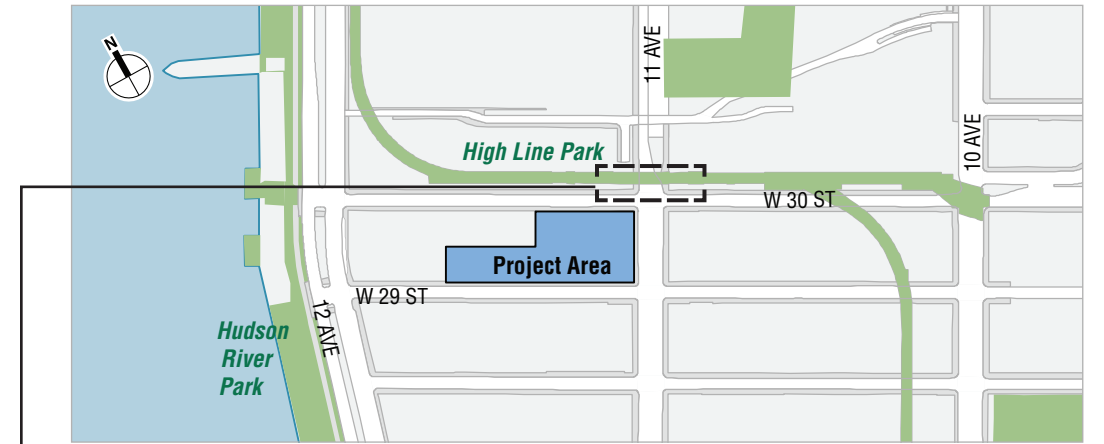 N
11 AVE
High Line Park
10 AVE
W 30 ST
Project Area
W 29 ST
12 AVE
Hudson
River
Park